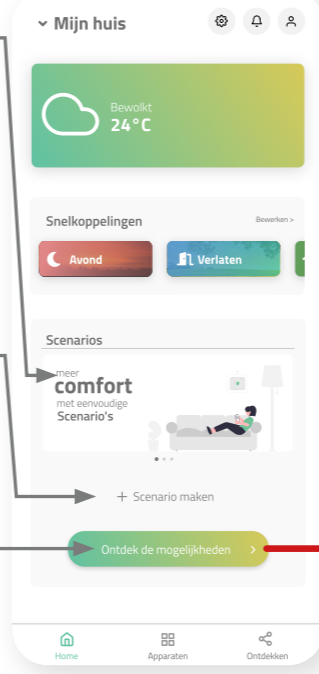 Mijn huis
Bewolkt
24°C
Snelkoppelingen
Bewerken >
Avond
Verlaten
Scenarios
meer
comfort
met eenvoudige
Scenario's
+ Scenario maken
Ontdek de mogelijkheden >
Home
Apparaten
Ontdekken